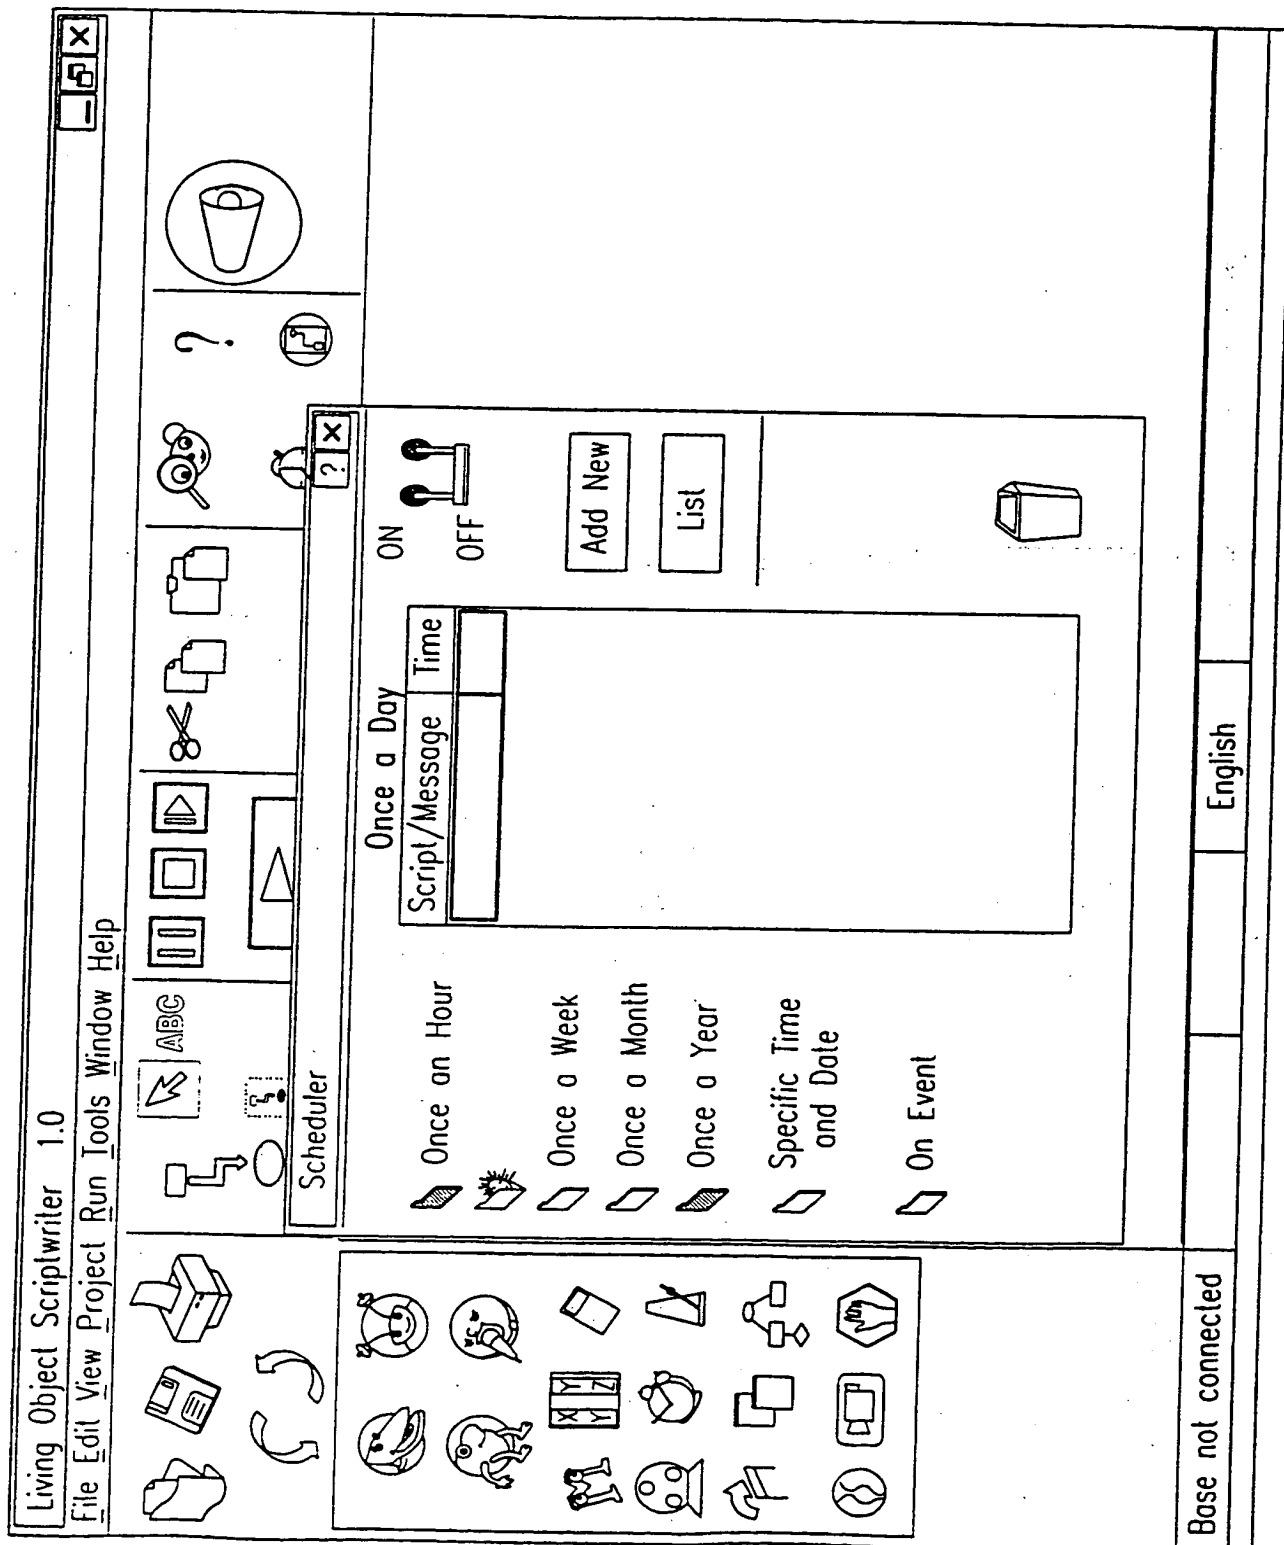 Living Object Scriptwriter 1.0
File Edit View Project Run Tools Window Help
ABC
?
Scheduler
?
Once an Hour
Once a Week
Once a Month
Once a Year
Specific Time
and Date
On Event
Once a Day
Script/Message Time
ON
OFF
Add New
List
X Y
Y Z
Base not connected
English